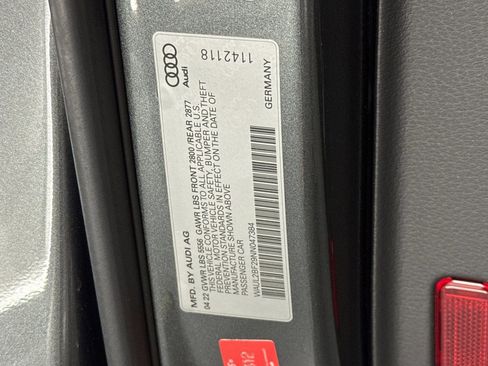 MFD. BY AUDI AG
04.22 GVWR LBS 5556 GAWR LBS FRONT 2800 /REAR 2877
THIS VEHICLE CONFORMS TO ALL APPLICABLE U.S.
FEDERAL MOTOR VEHICLE SAFETY, BUMPER AND THEFT
PREVENTION STANDARDS IN EFFECT ON THE DATE OF
MANUFACTURE SHOWN ABOVE
PASSENGER CAR
WAUL2BF29NN047384
Audi
1142118
GERMANY